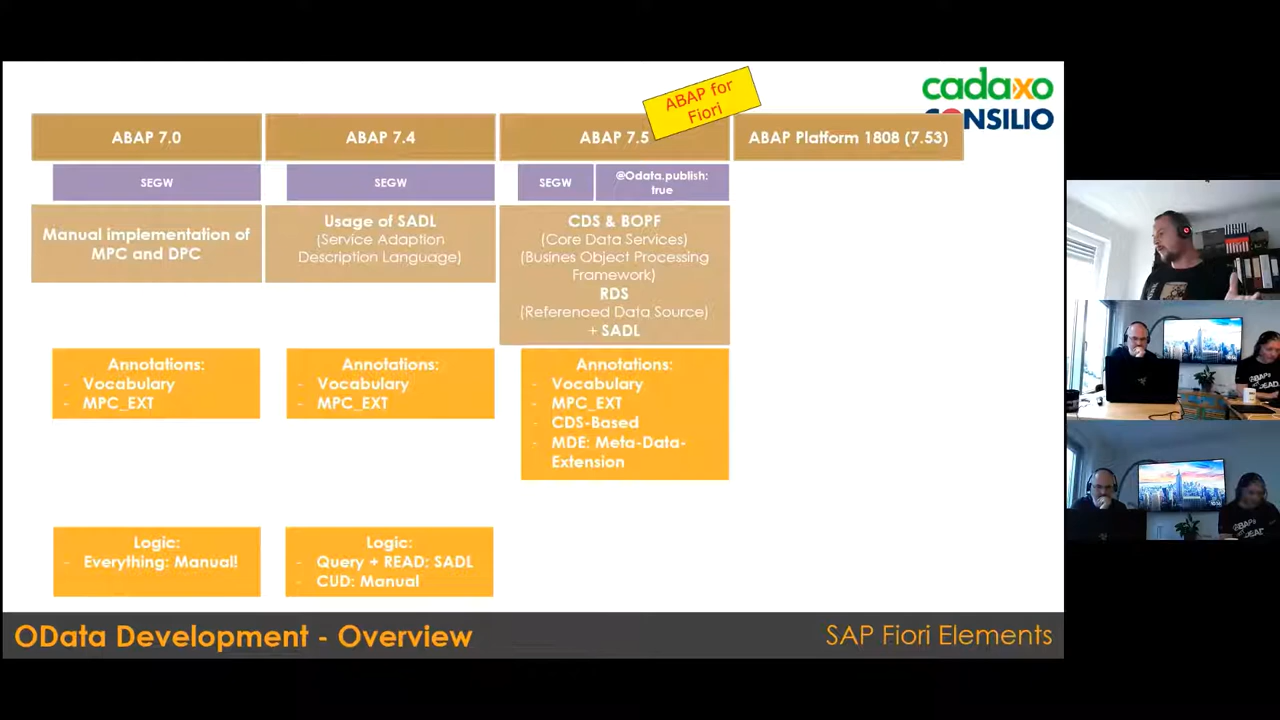 cadaxo
CONSILIO
ABAP for
Fiori
ABAP 7.0
ABAP 7.4
ABAP 7.5
ABAP Platform 1808 (7.53)
SEGW
SEGW
SEGW
@Odata.publish:
true
Manual implementation of
MPC and DPC
Usage of SADL
(Service Adaption
Description Language)
CDS & BOPF
(Core Data Services)
(Busines Object Processing
Framework)
RDS
(Referenced Data Source)
+ SADL
Annotations:
- Vocabulary
- MPC_EXT
Annotations:
- Vocabulary
- MPC_EXT
Annotations:
- Vocabulary
- MPC_EXT
- CDS-Based
- MDE: Meta-Data-
Extension
Logic:
- Everything: Manual!
Logic:
- Query + READ: SADL
- CUD: Manual
OData Development - Overview
SAP Fiori Elements